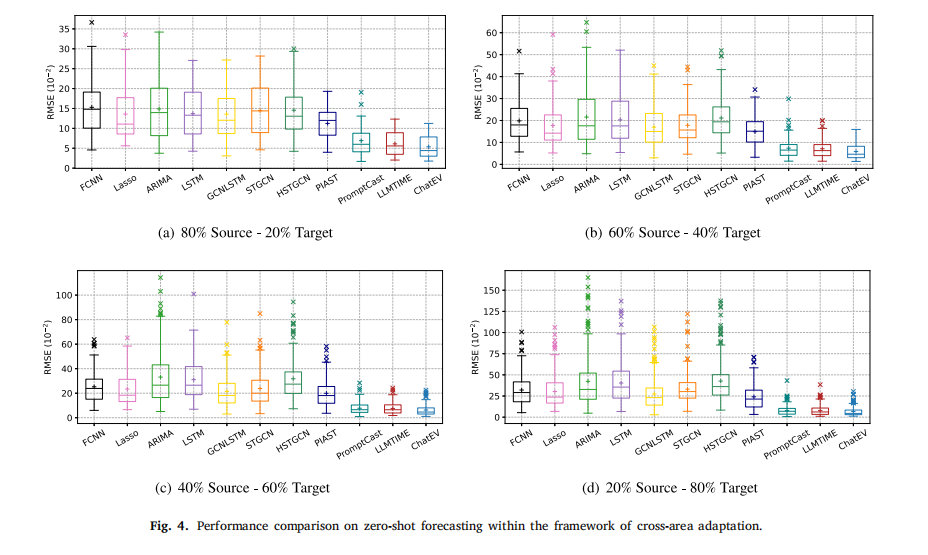 RMSE (10⁻²)
35
30
25
20
15
10
5
0
FCNN
Lasso
ARIMA
LSTM
GCNLSTM
STGCN
HSTGCN
PIAST
PromptCast
LLMTIME
ChatEV
(a) 80% Source - 20% Target
RMSE (10⁻²)
60
50
40
30
20
10
0
FCNN
Lasso
ARIMA
LSTM
GCNLSTM
STGCN
HSTGCN
PIAST
PromptCast
LLMTIME
ChatEV
(b) 60% Source - 40% Target
RMSE (10⁻²)
100
80
60
40
20
0
FCNN
Lasso
ARIMA
LSTM
GCNLSTM
STGCN
HSTGCN
PIAST
PromptCast
LLMTIME
ChatEV
(c) 40% Source - 60% Target
RMSE (10⁻²)
150
125
100
75
50
25
0
FCNN
Lasso
ARIMA
LSTM
GCNLSTM
STGCN
HSTGCN
PIAST
PromptCast
LLMTIME
ChatEV
(d) 20% Source - 80% Target
Fig. 4. Performance comparison on zero-shot forecasting within the framework of cross-area adaptation.